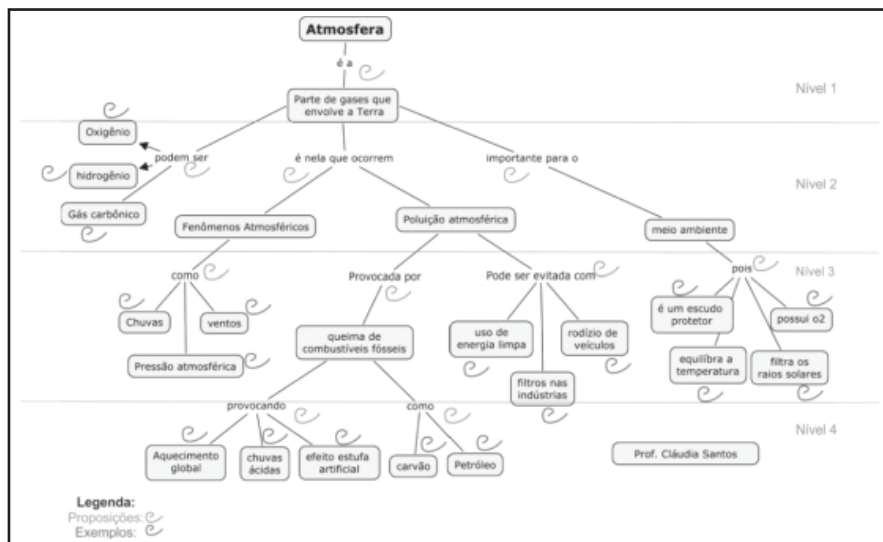 Atmosfera
é a
Parte de gases que
envolve a Terra
Nível 1
Oxigênio
podem ser
é nela que ocorrem
importante para o
hidrogênio
Nível 2
Gás carbônico
Fenômenos Atmosféricos
Poluição atmosférica
meio ambiente
como
Provocada por
Pode ser evitada com
pois
Nível 3
Chuvas
ventos
Pressão atmosférica
queima de
combustíveis fósseis
uso de
energia limpa
rodízio de
veículos
filtros nas
indústrias
é um escudo
protetor
possui o2
equilíbra a
temperatura
filtra os
raios solares
provocando
como
Nível 4
Aquecimento
global
chuvas
ácidas
efeito estufa
artificial
carvão
Petróleo
Prof. Cláudia Santos
Legenda:
Proposições:
Exemplos: